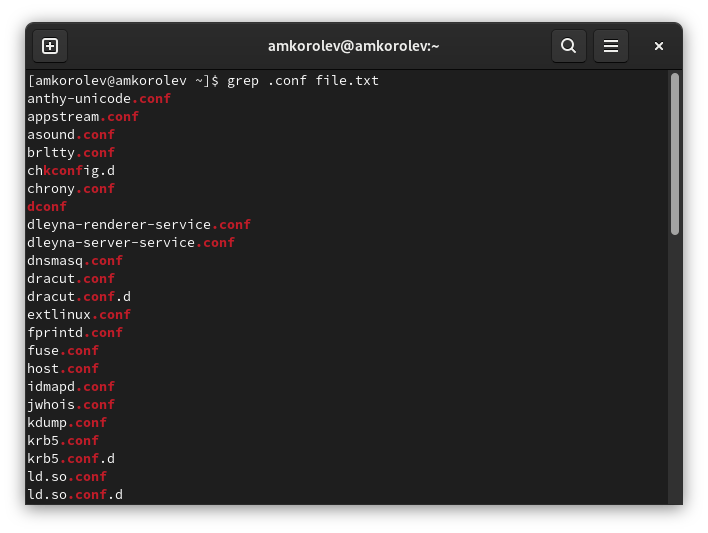 amkorolev@amkorolev:~
[amkorolev@amkorolev ~]$ grep .conf file.txt
anthy-unicode.conf
appstream.conf
asound.conf
brltty.conf
chkconfig.d
chrony.conf
dconf
dleyna-renderer-service.conf
dleyna-server-service.conf
dnsmasq.conf
dracut.conf
dracut.conf.d
extlinux.conf
fprintd.conf
fuse.conf
host.conf
idmapd.conf
jwhois.conf
kdump.conf
krb5.conf
krb5.conf.d
ld.so.conf
ld.so.conf.d